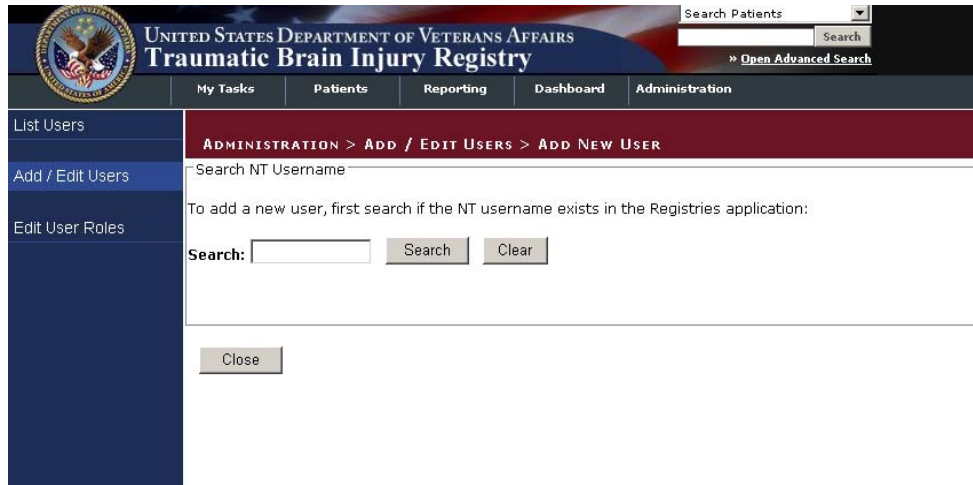 Search Patients
UNITED STATES DEPARTMENT OF VETERANS AFFAIRS
Search
Traumatic Brain Injury Registry
» Open Advanced Search
My Tasks Patients Reporting Dashboard Administration
List Users
ADMINISTRATION > ADD / EDIT USERS > ADD NEW USER
Search NT Username
Add / Edit Users
To add a new user, first search if the NT username exists in the Registries application:
Edit User Roles
Search: Search Clear
Close